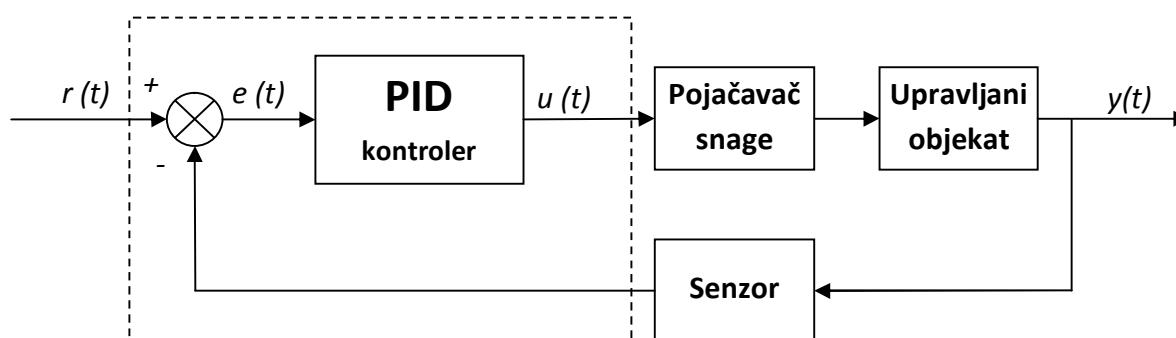 r (t)
+
-
e (t)
PID
kontroler
u (t)
Pojačavač
snage
Upravljani
objekat
y(t)
Senzor